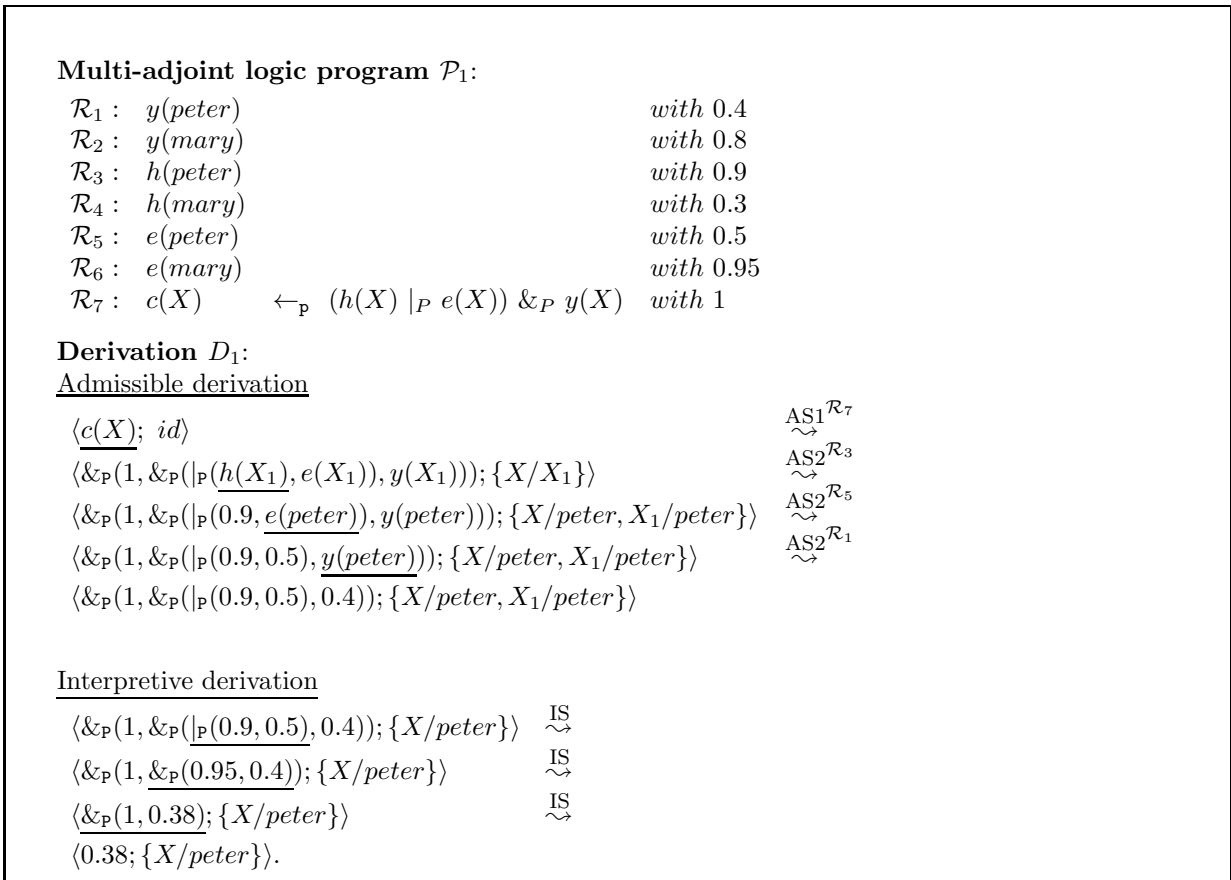 Multi-adjoint logic program 𝒫₁:
ℛ₁ : y(peter) with 0.4
ℛ₂ : y(mary) with 0.8
ℛ₃ : h(peter) with 0.9
ℛ₄ : h(mary) with 0.3
ℛ₅ : e(peter) with 0.5
ℛ₆ : e(mary) with 0.95
ℛ₇ : c(X) ←ₚ (h(X) |_P e(X)) &_P y(X) with 1
Derivation D₁:
Admissible derivation
⟨c(X); id⟩ ⇝ AS1^ℛ₇
⟨&ₚ(1, &ₚ(|ₚ(h(X₁), e(X₁)), y(X₁))); {X/X₁}⟩ ⇝ AS2^ℛ₃
⟨&ₚ(1, &ₚ(|ₚ(0.9, e(peter)), y(peter))); {X/peter, X₁/peter}⟩ ⇝ AS2^ℛ₅
⟨&ₚ(1, &ₚ(|ₚ(0.9, 0.5), y(peter))); {X/peter, X₁/peter}⟩ ⇝ AS2^ℛ₁
⟨&ₚ(1, &ₚ(|ₚ(0.9, 0.5), 0.4)); {X/peter, X₁/peter}⟩
Interpretive derivation
⟨&ₚ(1, &ₚ(|ₚ(0.9, 0.5), 0.4)); {X/peter}⟩ ⇝ IS
⟨&ₚ(1, &ₚ(0.95, 0.4)); {X/peter}⟩ ⇝ IS
⟨&ₚ(1, 0.38); {X/peter}⟩ ⇝ IS
⟨0.38; {X/peter}⟩.